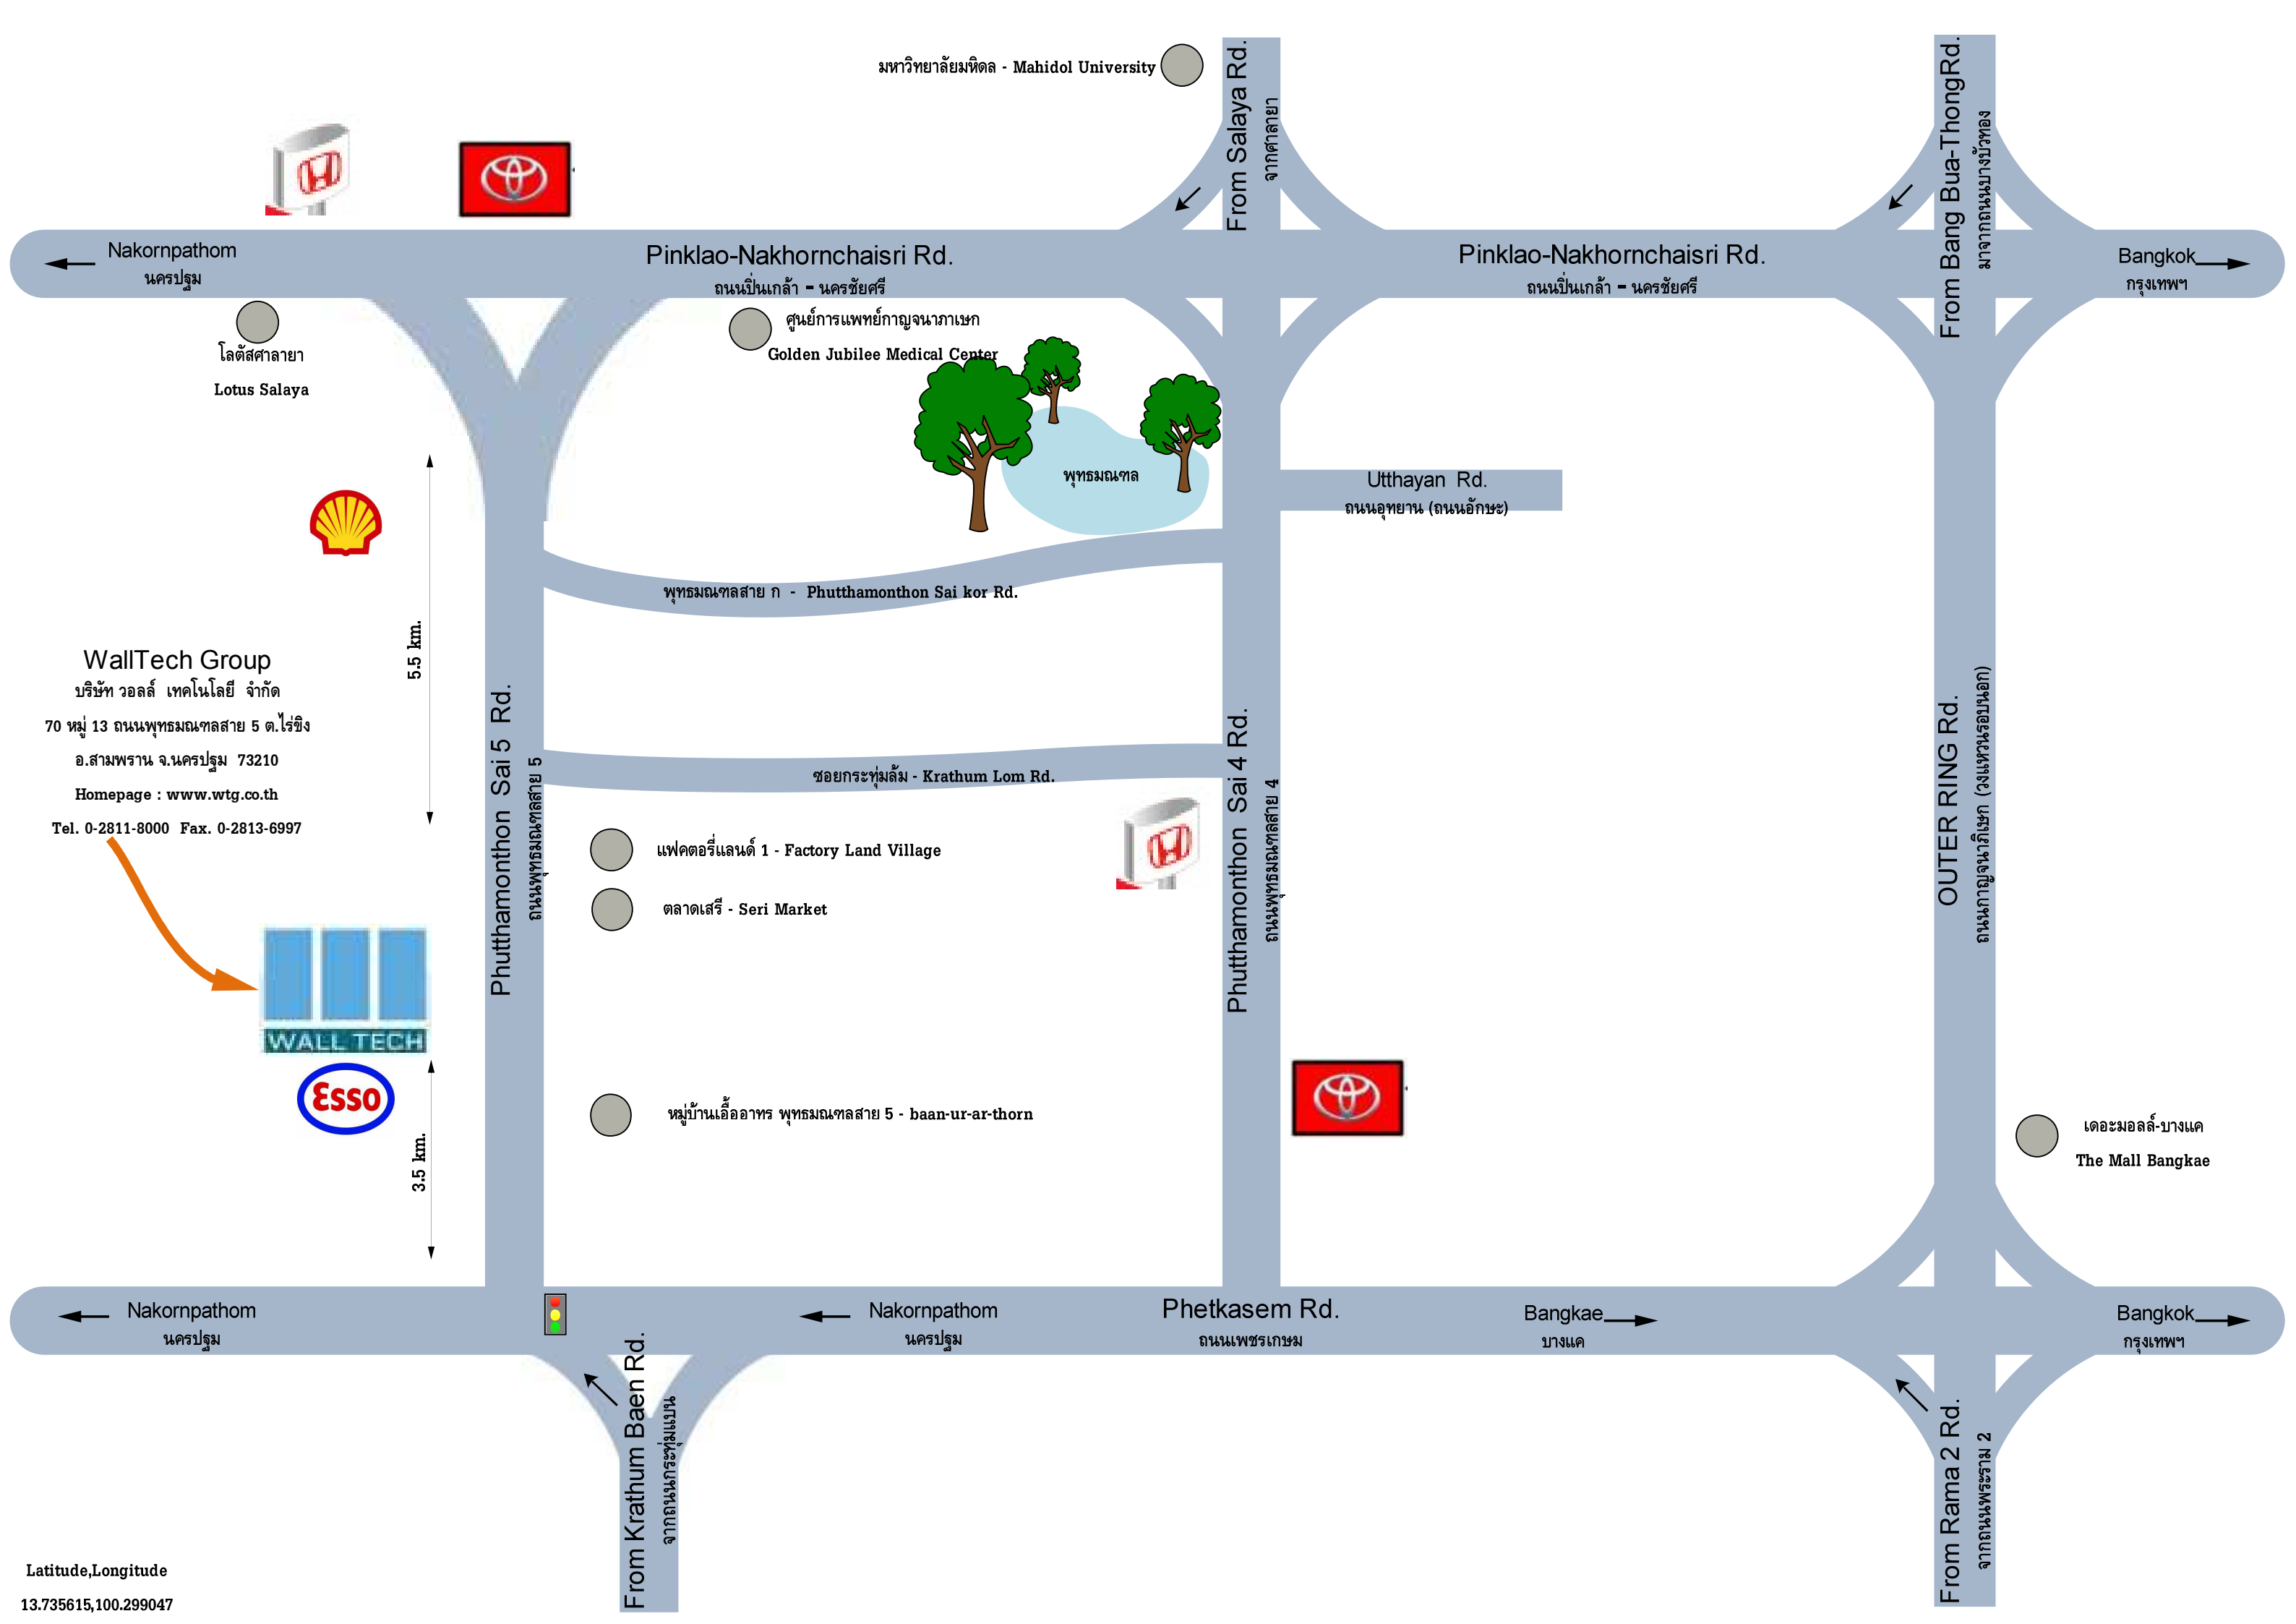 มหาวิทยาลัยมหิดล - Mahidol University
From Salaya Rd.
จากศาลายา
From Bang Bua-ThongRd.
มาจากถนนบางบัวทอง
Nakornpathom
นครปฐม
Pinklao-Nakhornchaisri Rd.
ถนนปิ่นเกล้า - นครชัยศรี
Pinklao-Nakhornchaisri Rd.
ถนนปิ่นเกล้า - นครชัยศรี
Bangkok
กรุงเทพฯ
โลตัสศาลายา
Lotus Salaya
ศูนย์การแพทย์กาญจนาภาเษก
Golden Jubilee Medical Center
พุทธมณฑล
Utthayan Rd.
ถนนอุทยาน (ถนนอักษะ)
พุทธมณฑลสาย ก - Phutthamonthon Sai kor Rd.
5.5 km.
WallTech Group
บริษัท วอลล์ เทคโนโลยี จำกัด
70 หมู่ 13 ถนนพุทธมณฑลสาย 5 ต.ไร่ขิง
อ.สามพราน จ.นครปฐม 73210
Homepage : www.wtg.co.th
Tel. 0-2811-8000 Fax. 0-2813-6997
Phutthamonthon Sai 5 Rd.
ถนนพุทธมณฑลสาย 5
ซอยกระทุ่มล้ม - Krathum Lom Rd.
Phutthamonthon Sai 4 Rd.
ถนนพุทธมณฑลสาย 4
OUTER RING Rd.
ถนนกาญจนาภิเษก (วงแหวนรอบนอก)
แฟคตอรี่แลนด์ 1 - Factory Land Village
ตลาดเสรี - Seri Market
WALL TECH
Esso
3.5 km.
หมู่บ้านเอื้ออาทร พุทธมณฑลสาย 5 - baan-ur-ar-thorn
เดอะมอลล์-บางแค
The Mall Bangkae
Nakornpathom
นครปฐม
Nakornpathom
นครปฐม
Phetkasem Rd.
ถนนเพชรเกษม
Bangkae
บางแค
Bangkok
กรุงเทพฯ
From Krathum Baen Rd.
จากถนนกระทุ่มแบน
From Rama 2 Rd.
จากถนนพระราม 2
Latitude,Longitude
13.735615,100.299047